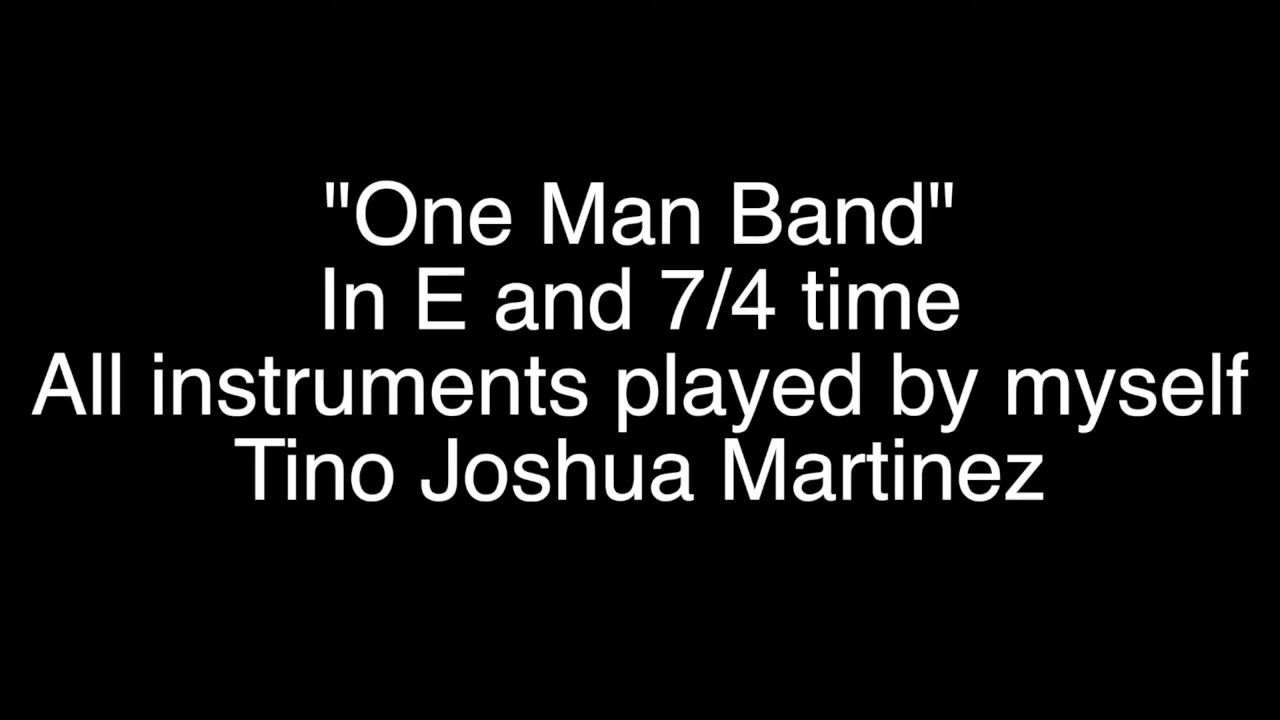 "One Man Band"
In E and 7/4 time
All instruments played by myself
Tino Joshua Martinez